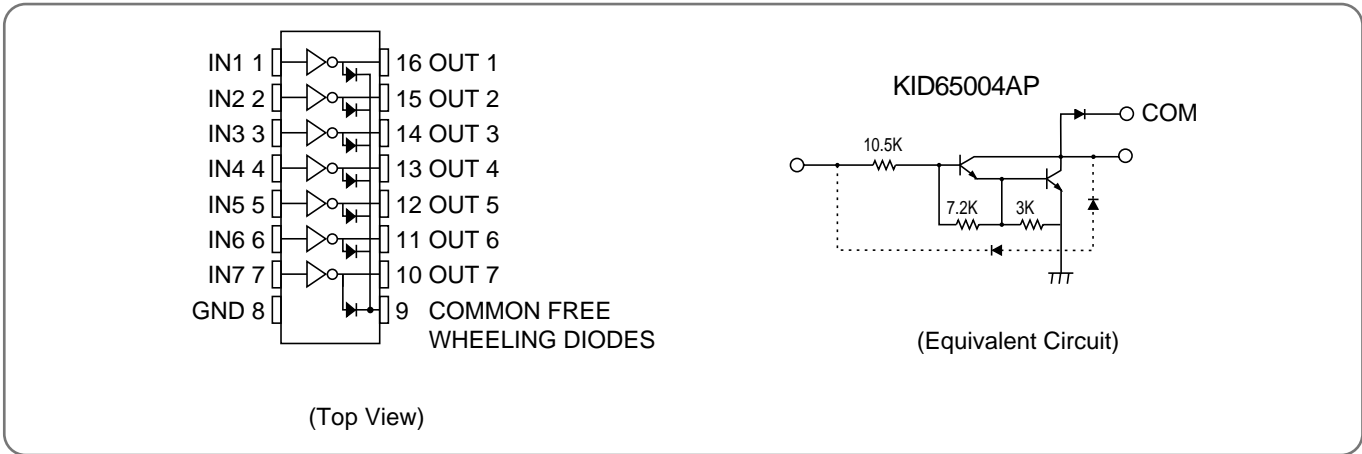 IN1 1
16 OUT 1
IN2 2
15 OUT 2
IN3 3
14 OUT 3
IN4 4
13 OUT 4
IN5 5
12 OUT 5
IN6 6
11 OUT 6
IN7 7
10 OUT 7
GND 8
9 COMMON FREE
WHEELING DIODES
(Top View)
KID65004AP
COM
10.5K
7.2K
3K
(Equivalent Circuit)